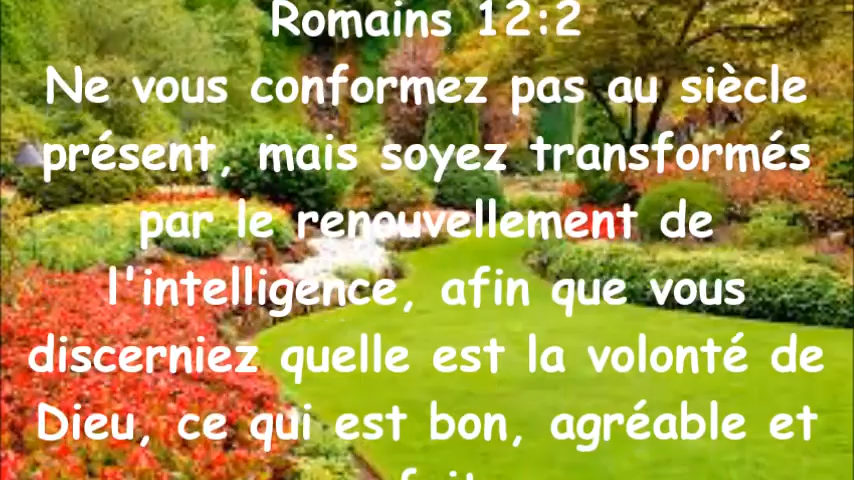 Romains 12:2
Ne vous conformez pas au siècle
présent, mais soyez transformés
par le renouvellement de
l'intelligence, afin que vous
discerniez quelle est la volonté de
Dieu, ce qui est bon, agréable et